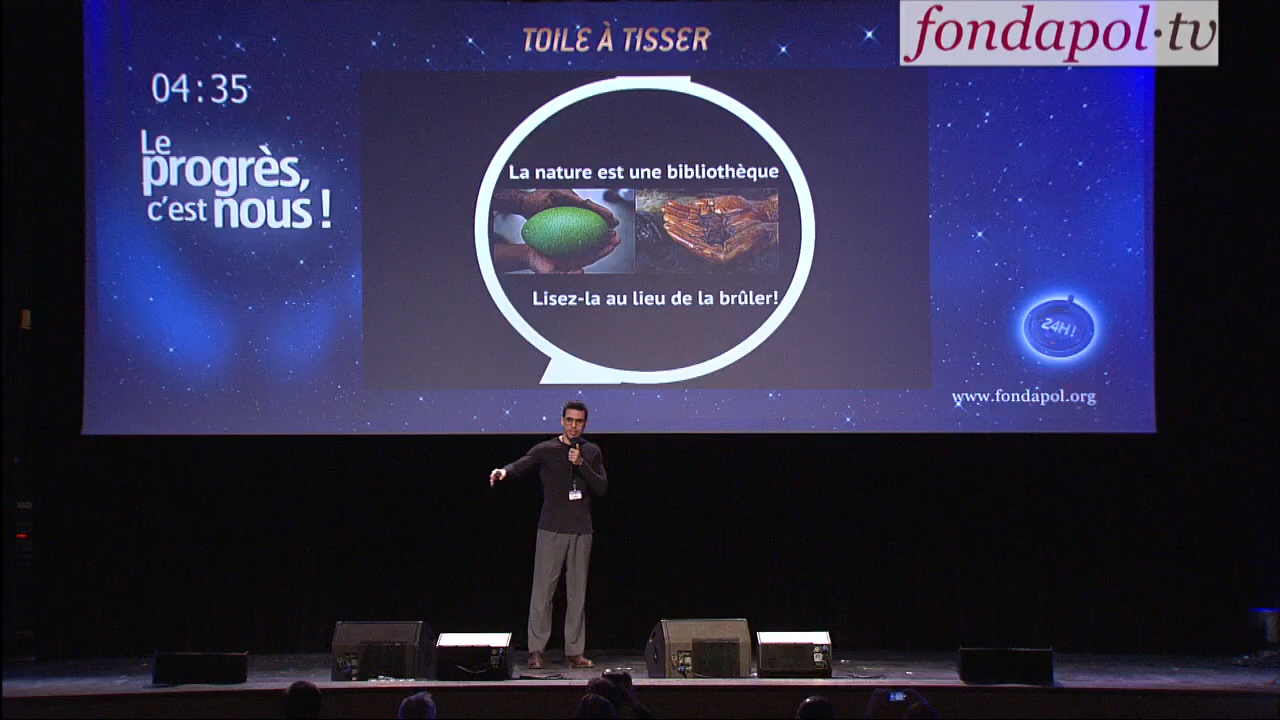 fondapol·tv
TOILE À TISSER
04:35
Le
progrès,
c'est nous !
La nature est une bibliothèque
Lisez-la au lieu de la brûler!
24H!
www.fondapol.org